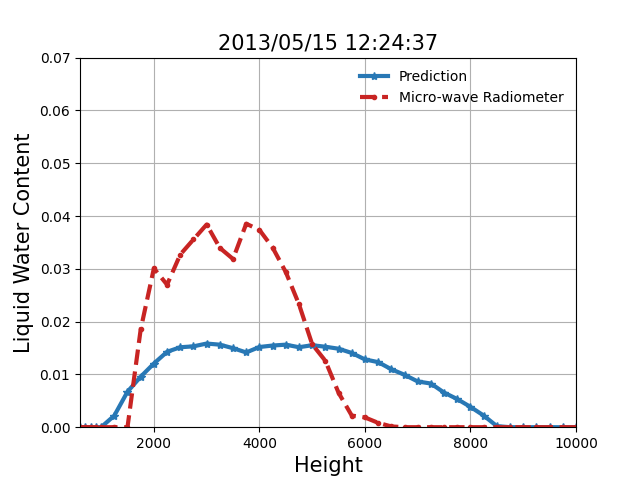 2013/05/15 12:24:37
Liquid Water Content
0.07
0.06
0.05
0.04
0.03
0.02
0.01
0.00
Prediction
Micro-wave Radiometer
2000 4000 6000 8000 10000
Height